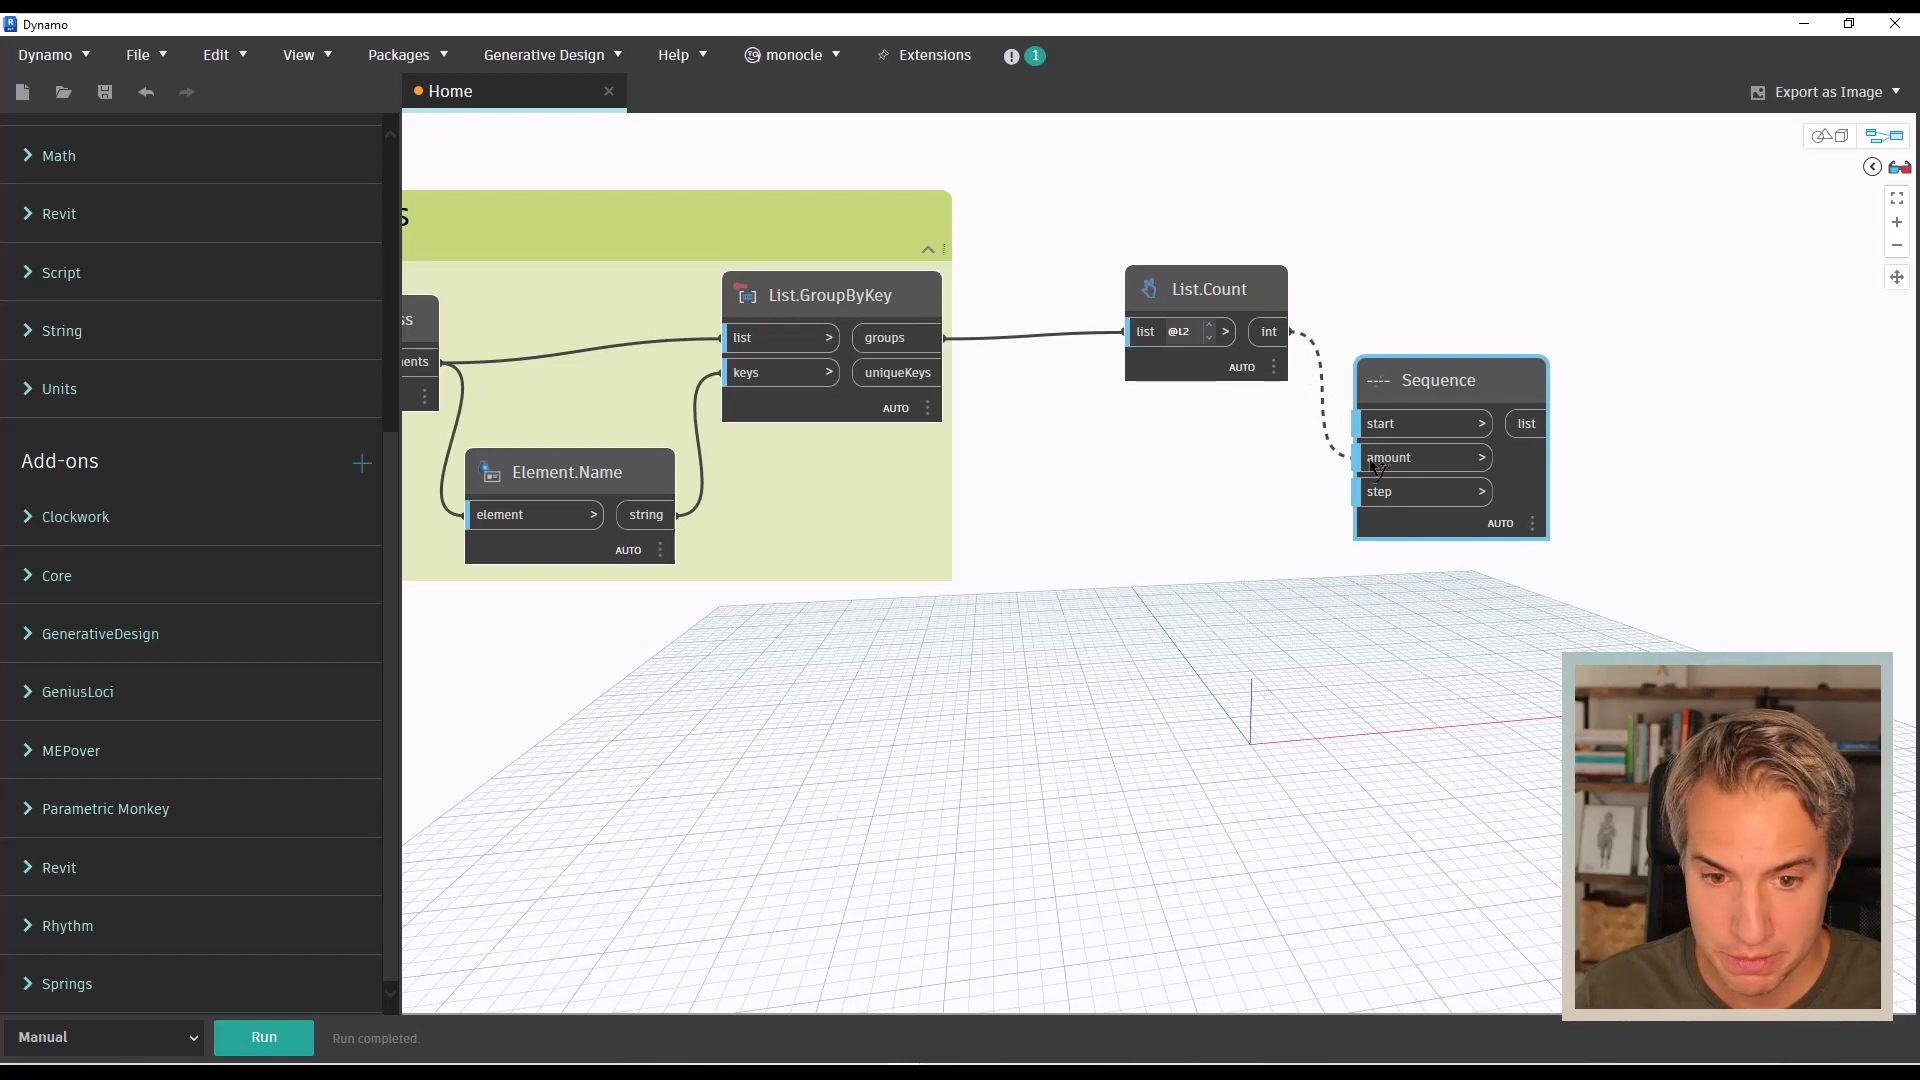 Dynamo
Dynamo File Edit View Packages Generative Design Help monocle Extensions 1
Home
Export as Image
Math
Revit
Script
String
Units
Add-ons
Clockwork
Core
GenerativeDesign
GeniusLoci
MEPover
Parametric Monkey
Revit
Rhythm
Springs
s
ss
ents
List.GroupByKey
list > groups
keys > uniqueKeys
AUTO
Element.Name
element > string
AUTO
List.Count
list @L2 > int
AUTO
Sequence
start > list
amount >
step >
AUTO
Manual
Run
Run completed.